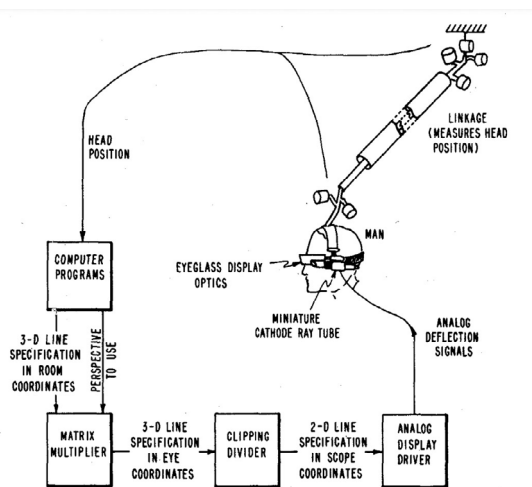 LINKAGE
(MEASURES HEAD
POSITION)
HEAD
POSITION
MAN
COMPUTER
PROGRAMS
EYEGLASS DISPLAY
OPTICS
MINIATURE
CATHODE RAY TUBE
ANALOG
DEFLECTION
SIGNALS
3-D LINE
SPECIFICATION
IN ROOM
COORDINATES
PERSPECTIVE
TO USE
MATRIX
MULTIPLIER
3-D LINE
SPECIFICATION
IN EYE
COORDINATES
CLIPPING
DIVIDER
2-D LINE
SPECIFICATION
IN SCOPE
COORDINATES
ANALOG
DISPLAY
DRIVER